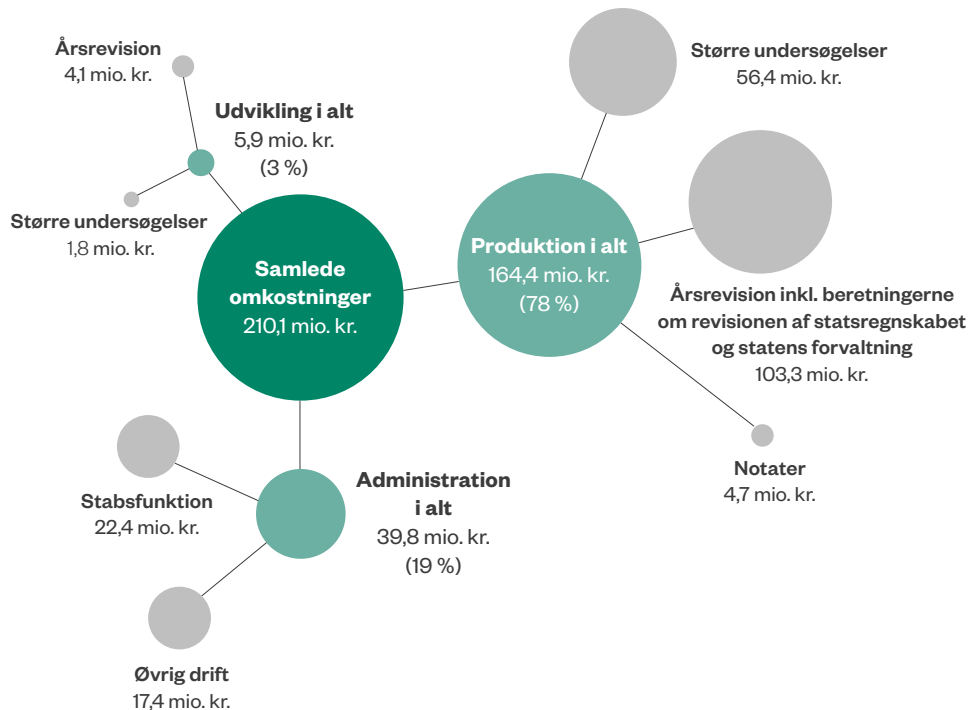 Årsrevision
4,1 mio. kr.
Udvikling i alt
5,9 mio. kr.
(3 %)
Større undersøgelser
1,8 mio. kr.
Samlede
omkostninger
210,1 mio. kr.
Større undersøgelser
56,4 mio. kr.
Produktion i alt
164,4 mio. kr.
(78 %)
Årsrevision inkl. beretningerne
om revisionen af statsregnskabet
og statens forvaltning
103,3 mio. kr.
Notater
4,7 mio. kr.
Stabsfunktion
22,4 mio. kr.
Administration
i alt
39,8 mio. kr.
(19 %)
Øvrig drift
17,4 mio. kr.